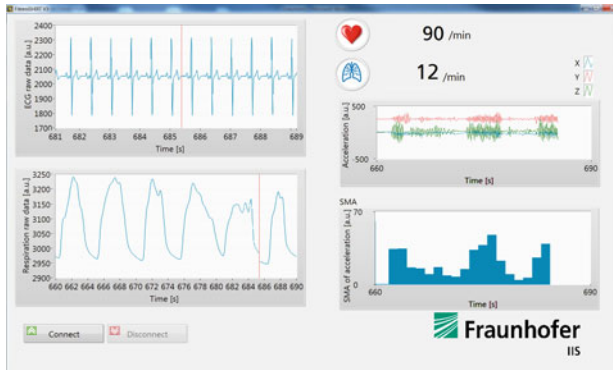 FitnessSHIRT V3
2400
2300
2200
2100
2000
1900
1800
1700
ECG raw data [a.u.]
681 682 683 684 685 686 687 688 689
Time [s]
3250
3200
3150
3100
3050
3000
2950
2900
Respiration raw data [a.u.]
660 662 664 666 668 670 672 674 676 678 680 682 684 686 688 690
Time [s]
Connect
Disconnect
90 /min
12 /min
X
Y
Z
500
-500
Acceleration [a.u.]
660 690
Time [s]
SMA
70
0
SMA of acceleration [a.u.]
660 690
Time [s]
Fraunhofer
IIS